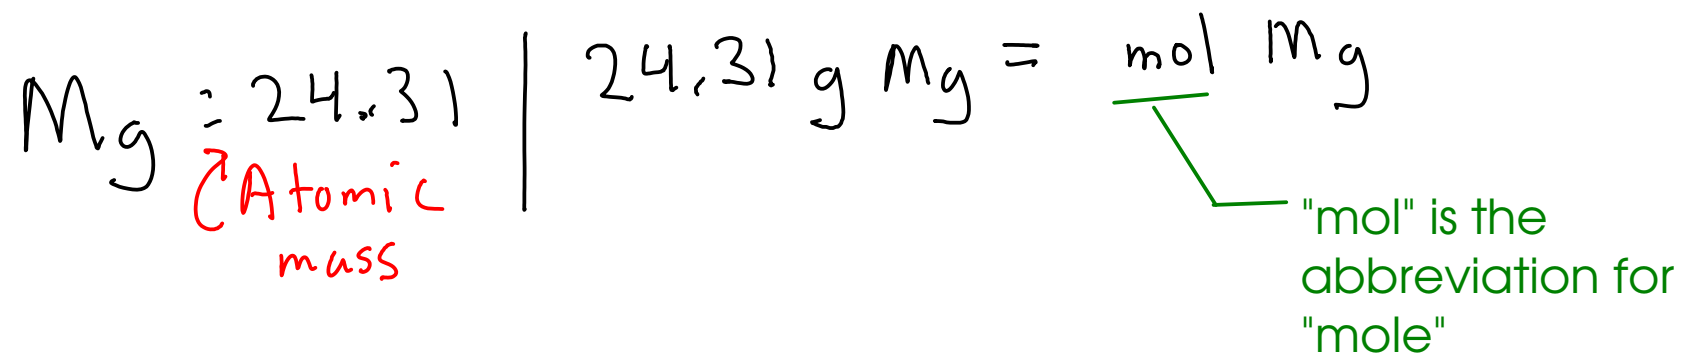 Mg : 24.31 | 24.31 g Mg = mol Mg
Atomic
mass
"mol" is the
abbreviation for
"mole"